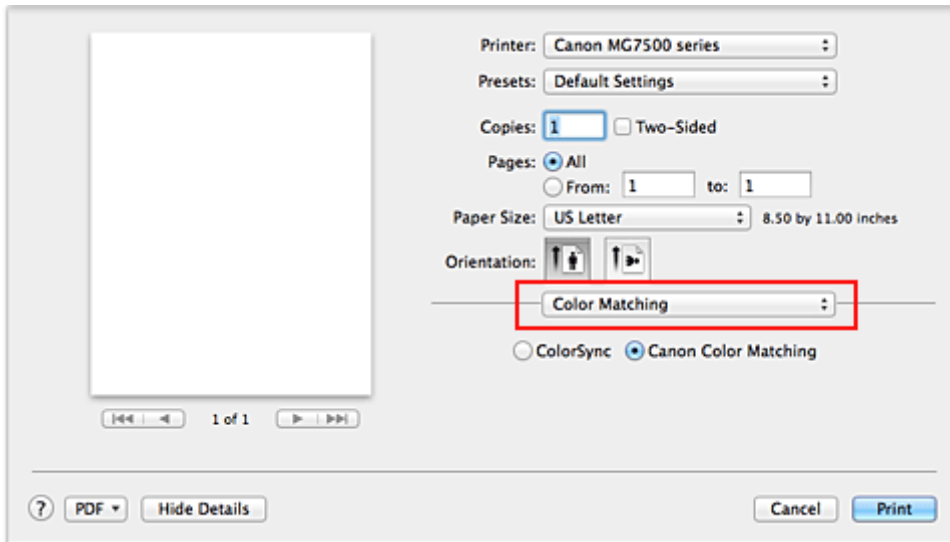 Printer: Canon MG7500 series
Presets: Default Settings
Copies: 1 Two-Sided
Pages: All
From: 1 to: 1
Paper Size: US Letter 8.50 by 11.00 inches
Orientation:
Color Matching
ColorSync Canon Color Matching
1 of 1
? PDF Hide Details Cancel Print